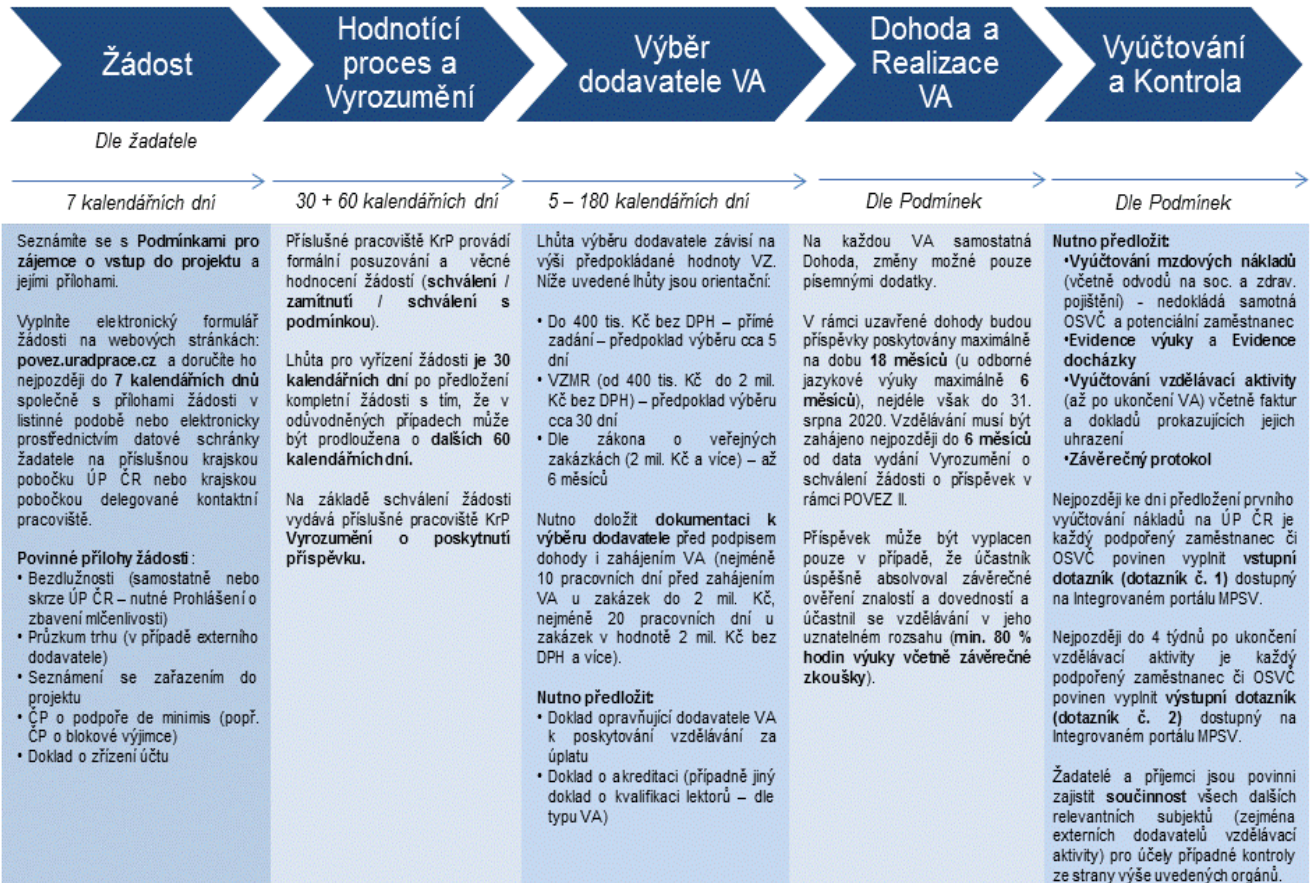 Žádost
Hodnotící
proces a
Vyrozumění
Výběr
dodavatele VA
Dohoda a
Realizace
VA
Vyúčtování
a Kontrola
Dle žadatele
7 kalendářních dní
30 + 60 kalendářních dní
5 – 180 kalendářních dní
Dle Podmínek
Dle Podmínek
Seznámíte se s Podmínkami pro
zájemce o vstup do projektu a
jejími přílohami.
Vyplníte elektronický formulář
žádosti na webových stránkách:
povez.uradprace.cz a doručíte ho
nejpozději do 7 kalendářních dnů
společně s přílohami žádosti v
listinné podobě nebo elektronicky
prostřednictvím datové schránky
žadatele na příslušnou krajskou
pobočku ÚP ČR nebo krajskou
pobočkou delegované kontaktní
pracoviště.
Povinné přílohy žádosti:
• Bezdlužnosti (samostatně nebo
skrze ÚP ČR – nutné Prohlášení o
zbavení mlčenlivosti)
• Průzkum trhu (v případě externího
dodavatele)
• Seznámení se zařazením do
projektu
• ČP o podpoře de minimis (popř.
ČP o blokové výjimce)
• Doklad o zřízení účtu
Příslušné pracoviště KrP provádí
formální posuzování a věcné
hodnocení žádostí (schválení /
zamítnutí / schválení s
podmínkou).
Lhůta pro vyřízení žádosti je 30
kalendářních dní po předložení
kompletní žádosti s tím, že v
odůvodněných případech může
být prodloužena o dalších 60
kalendářních dní.
Na základě schválení žádosti
vydává příslušné pracoviště KrP
Vyrozumění o poskytnutí
příspěvku.
Lhůta výběru dodavatele závisí na
výši předpokládané hodnoty VZ.
Níže uvedené lhůty jsou orientační:
• Do 400 tis. Kč bez DPH – přímé
zadání – předpoklad výběru cca 5
dní
• VZMR (od 400 tis. Kč do 2 mil.
Kč bez DPH) – předpoklad výběru
cca 30 dní
• Dle zákona o veřejných
zakázkách (2 mil. Kč a více) – až
6 měsíců
Nutno doložit dokumentaci k
výběru dodavatele před podpisem
dohody i zahájením VA (nejméně
10 pracovních dní před zahájením
VA u zakázek do 2 mil. Kč,
nejméně 20 pracovních dní u
zakázek v hodnotě 2 mil. Kč bez
DPH a více).
Nutno předložit:
• Doklad opravňující dodavatele VA
k poskytování vzdělávání za
úplatu
• Doklad o akreditaci (případně jiný
doklad o kvalifikaci lektorů – dle
typu VA)
Na každou VA samostatná
Dohoda, změny možné pouze
písemnými dodatky.
V rámci uzavřené dohody budou
příspěvky poskytovány maximálně
na dobu 18 měsíců (u odborné
jazykové výuky maximálně 6
měsíců), nejdéle však do 31.
srpna 2020. Vzdělávání musí být
zahájeno nejpozději do 6 měsíců
od data vydání Vyrozumění o
schválení žádosti o příspěvek v
rámci POVEZ II.
Příspěvek může být vyplacen
pouze v případě, že účastník
úspěšně absolvoval závěrečné
ověření znalostí a dovedností a
účastnil se vzdělávání v jeho
uznatelném rozsahu (min. 80 %
hodin výuky včetně závěrečné
zkoušky).
Nutno předložit:
•Vyúčtování mzdových nákladů
(včetně odvodů na soc. a zdrav.
pojištění) - nedokládá samotná
OSVČ a potenciální zaměstnanec
•Evidence výuky a Evidence
docházky
•Vyúčtování vzdělávací aktivity
(až po ukončení VA) včetně faktur
a dokladů prokazujících jejich
uhrazení
•Závěrečný protokol
Nejpozději ke dni předložení prvního
vyúčtování nákladů na ÚP ČR je
každý podpořený zaměstnanec či
OSVČ povinen vyplnit vstupní
dotazník (dotazník č. 1) dostupný
na Integrovaném portálu MPSV.
Nejpozději do 4 týdnů po ukončení
vzdělávací aktivity je každý
podpořený zaměstnanec či OSVČ
povinen vyplnit výstupní dotazník
(dotazník č. 2) dostupný na
Integrovaném portálu MPSV.
Žadatelé a příjemci jsou povinni
zajistit součinnost všech dalších
relevantních subjektů (zejména
externích dodavatelů vzdělávací
aktivity) pro účely případné kontroly
ze strany výše uvedených orgánů.